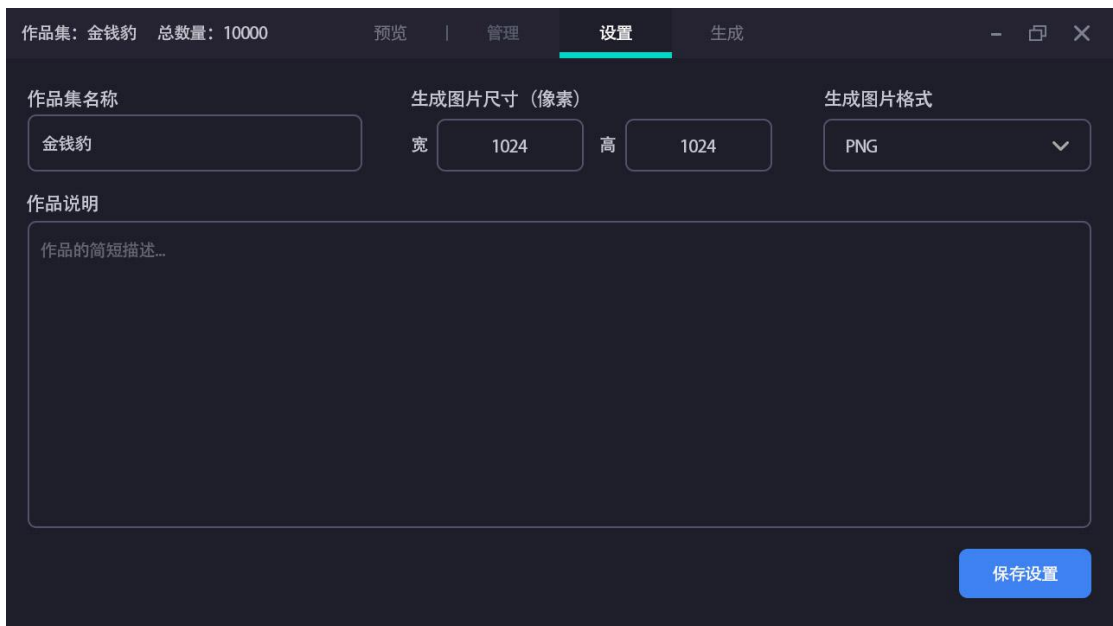 作品集：金钱豹 总数量：10000 预览 | 管理 设置 生成
作品集名称 生成图片尺寸（像素） 生成图片格式
金钱豹 宽 1024 高 1024 PNG
作品说明
作品的简短描述...
保存设置